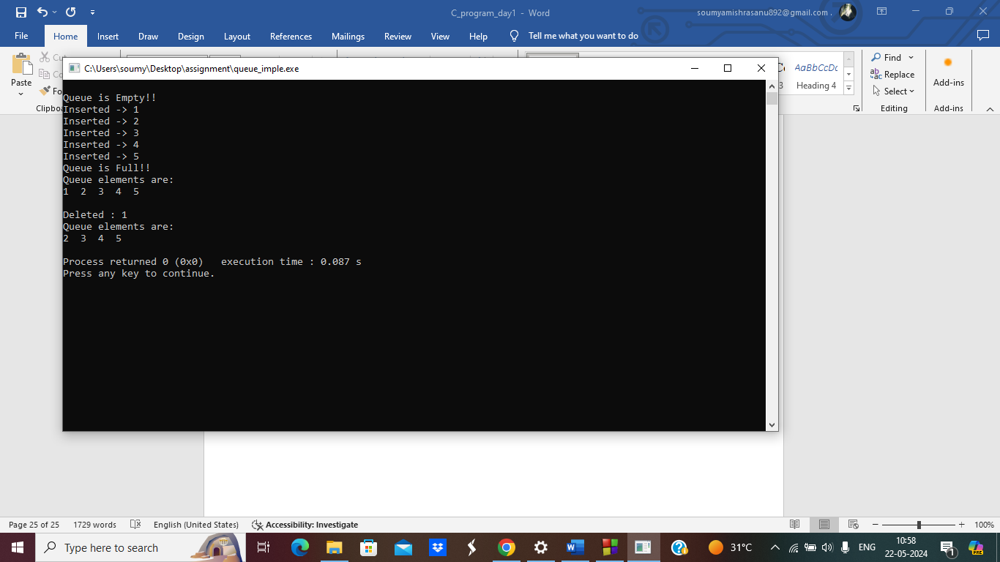 C_program_day1 - Word
soumyamishrasanu892@gmail.com .
File Home Insert Draw Design Layout References Mailings Review View Help Tell me what you want to do
Paste
Clipbo
AaBbCcDc
3 Heading 4
Find
Replace
Select
Editing
Add-ins
Add-ins
C:\Users\soumy\Desktop\assignment\queue_imple.exe
Queue is Empty!!
Inserted -> 1
Inserted -> 2
Inserted -> 3
Inserted -> 4
Inserted -> 5
Queue is Full!!
Queue elements are:
1 2 3 4 5
Deleted : 1
Queue elements are:
2 3 4 5
Process returned 0 (0x0) execution time : 0.087 s
Press any key to continue.
Page 25 of 25 1729 words English (United States) Accessibility: Investigate 100%
Type here to search
31°C
ENG
10:58
22-05-2024
1
PRE